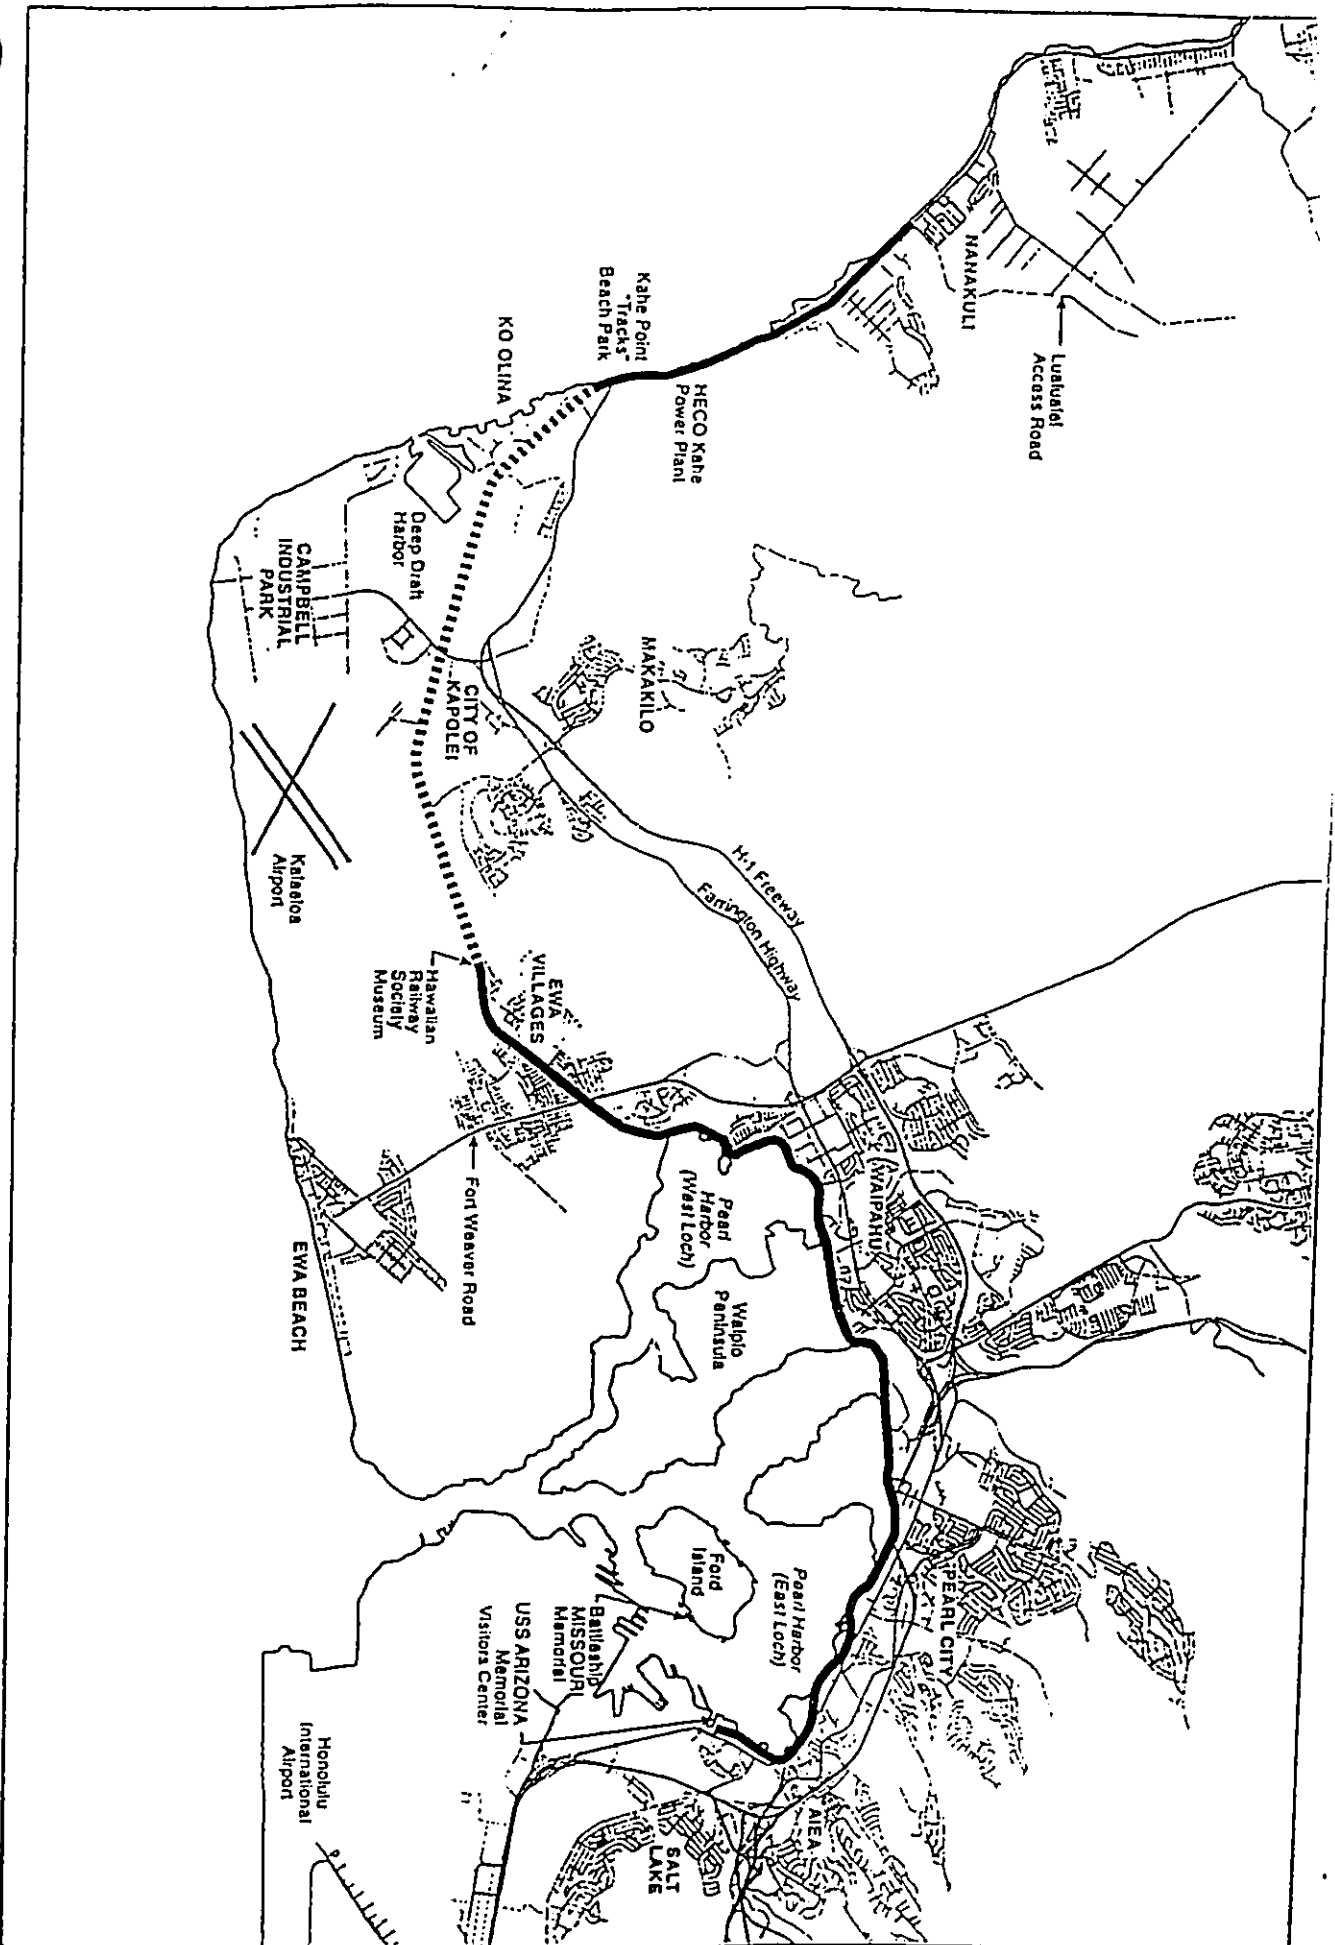 Lualualei
Access Road
NANAKULI
Kahe Point
"Tracks"
Beach Park
HECO Kahe
Power Plant
KO OLINA
Deep Draft
Harbor
CAMPBELL
INDUSTRIAL
PARK
MAKAKILO
CITY OF
KAPOLEI
Kalaeloa
Airport
H-1 Freeway
Farrington Highway
EWA
VILLAGES
Hawaiian
Railway
Society
Museum
Fort Weaver Road
EWA BEACH
WAIPAHU
Pearl
Harbor
(West Loch)
Waipio
Peninsula
PEARL CITY
Pearl Harbor
(East Loch)
Ford
Island
Battleship
MISSOURI
Memorial
USS ARIZONA
Memorial
Visitors Center
AIEA
SALT
LAKE
Honolulu
International
Airport